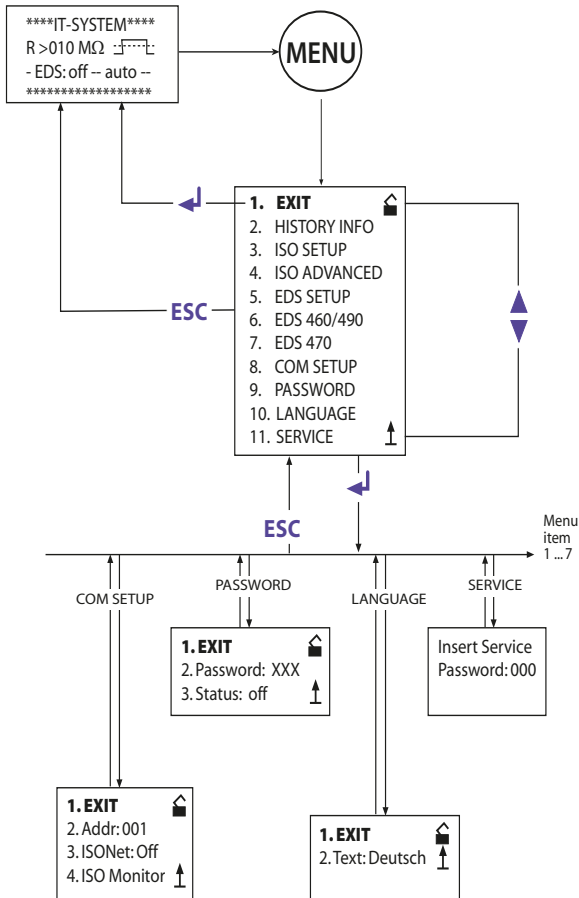 ****IT-SYSTEM****
R >010 MΩ
- EDS: off -- auto --
******************
MENU
1. EXIT
2. HISTORY INFO
3. ISO SETUP
4. ISO ADVANCED
5. EDS SETUP
6. EDS 460/490
7. EDS 470
8. COM SETUP
9. PASSWORD
10. LANGUAGE
11. SERVICE
ESC
ESC
Menu
item
1 ... 7
COM SETUP
PASSWORD
LANGUAGE
SERVICE
1. EXIT
2. Password: XXX
3. Status: off
Insert Service
Password: 000
1. EXIT
2. Addr: 001
3. ISONet: Off
4. ISO Monitor
1. EXIT
2. Text: Deutsch